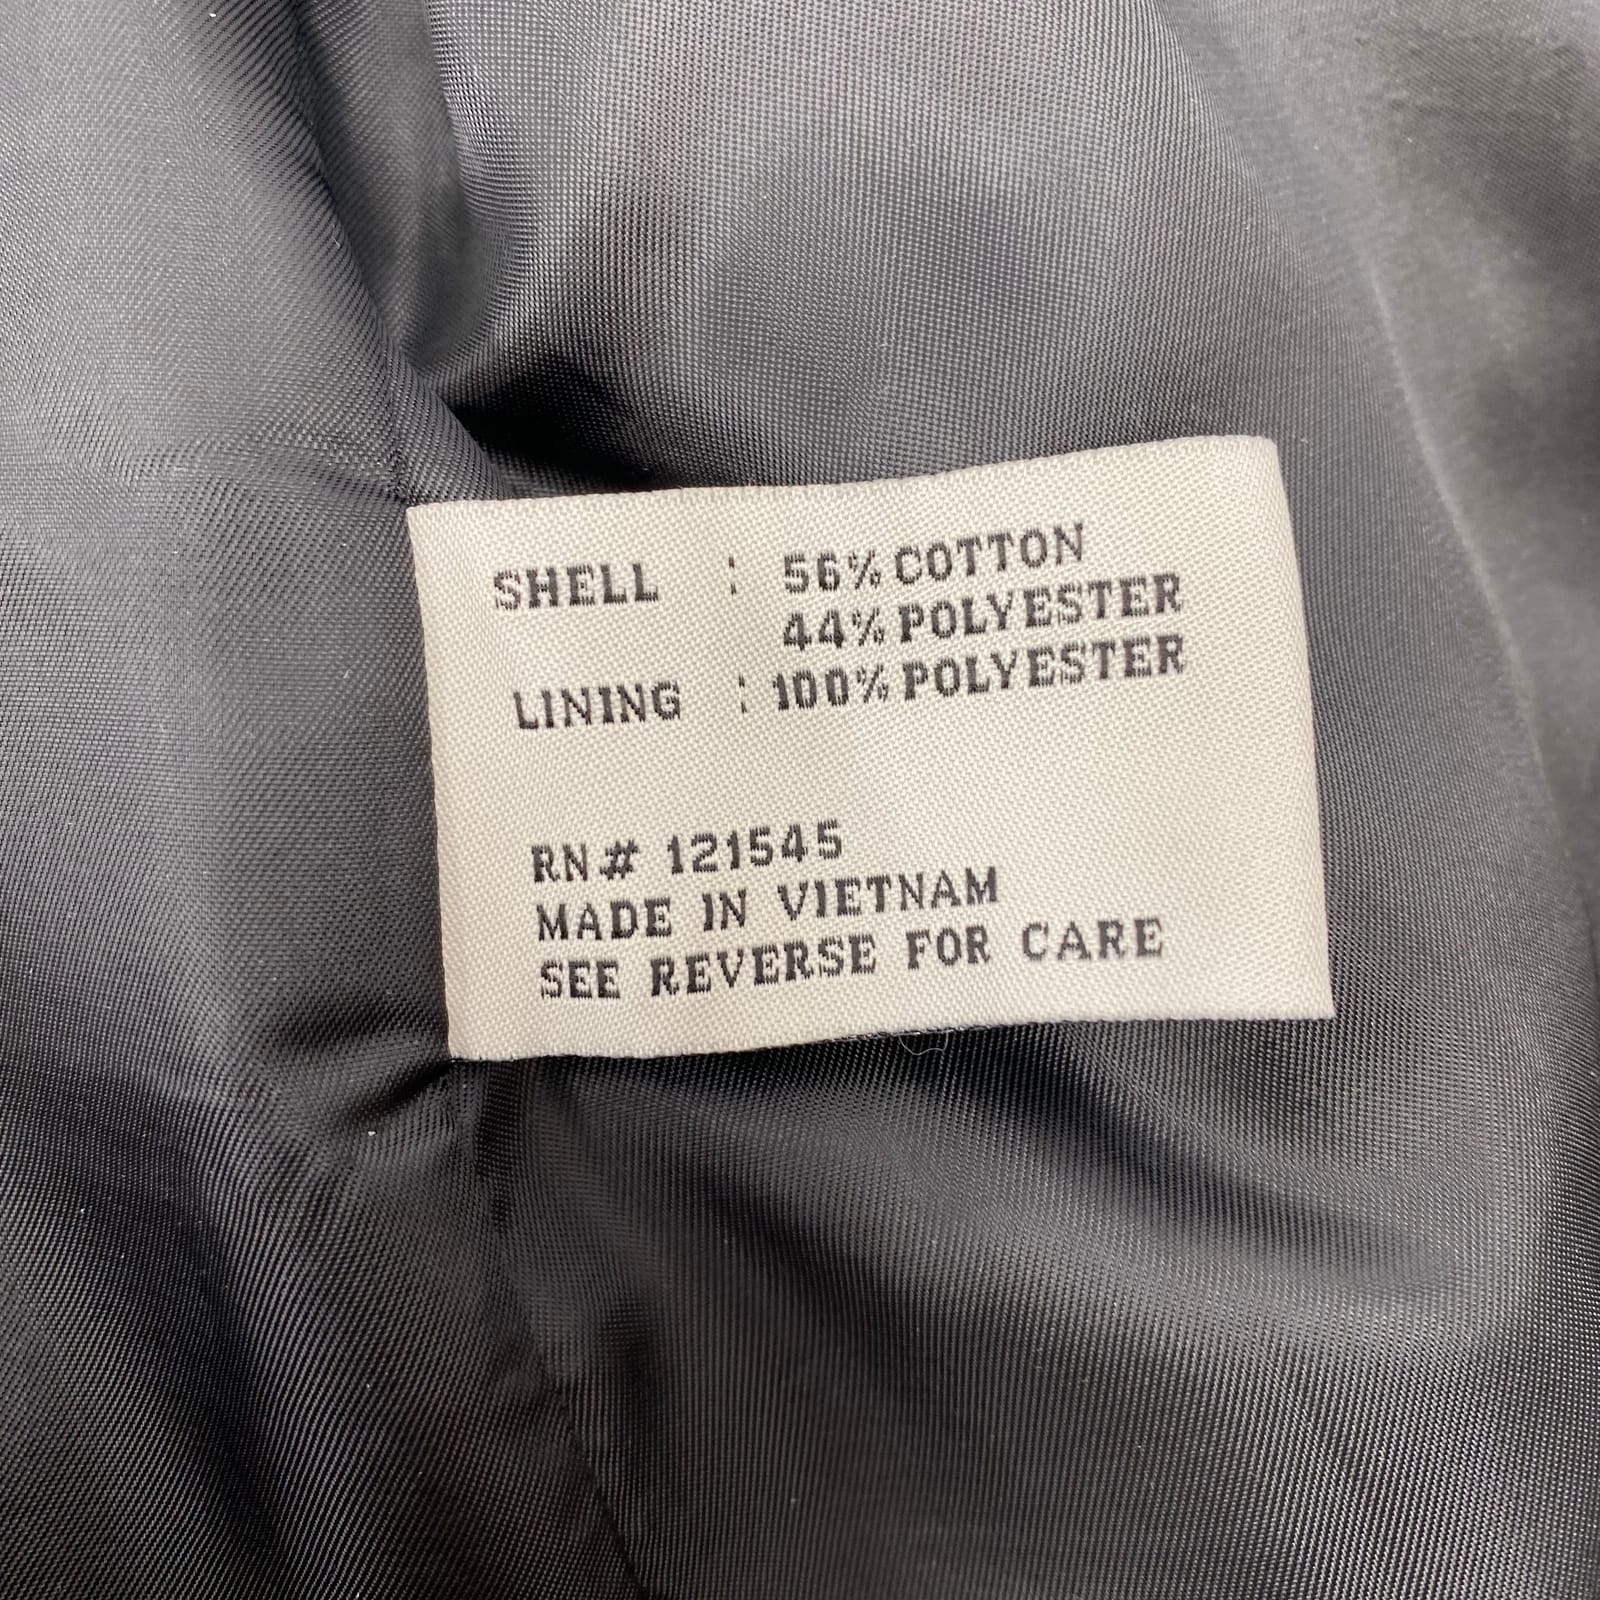 SHELL : 56% COTTON
44% POLYESTER
LINING : 100% POLYESTER
RN# 121545
MADE IN VIETNAM
SEE REVERSE FOR CARE